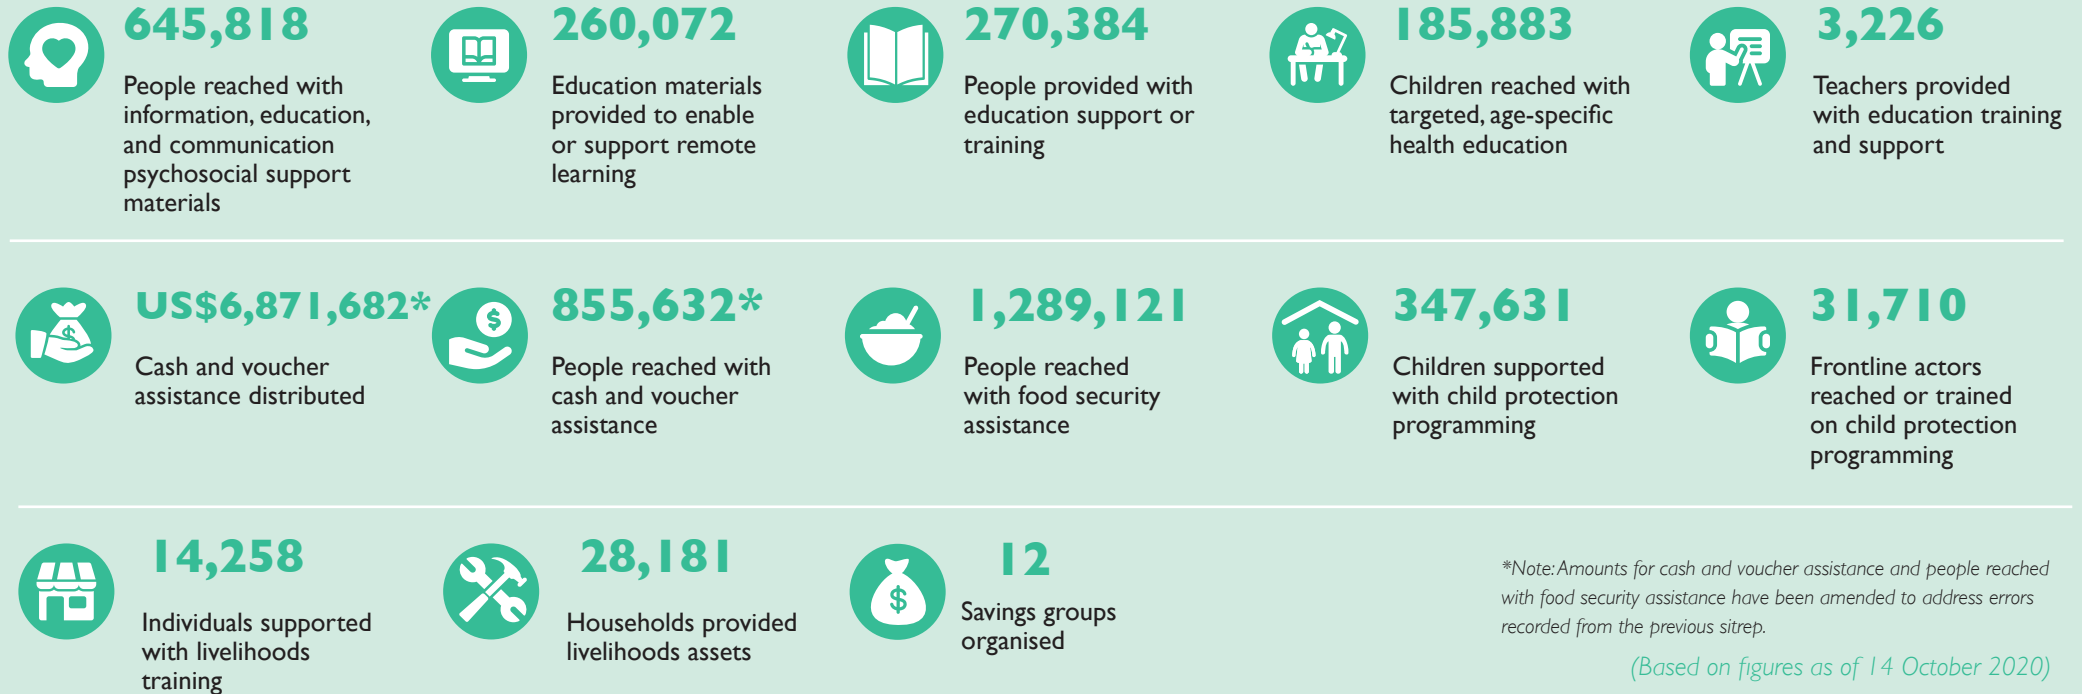 645,818
People reached with
information, education,
and communication
psychosocial support
materials
260,072
Education materials
provided to enable
or support remote
learning
270,384
People provided with
education support or
training
185,883
Children reached with
targeted, age-specific
health education
3,226
Teachers provided
with education training
and support
US$6,871,682*
Cash and voucher
assistance distributed
855,632*
People reached with
cash and voucher
assistance
1,289,121
People reached
with food security
assistance
347,631
Children supported
with child protection
programming
31,710
Frontline actors
reached or trained
on child protection
programming
14,258
Individuals supported
with livelihoods
training
28,181
Households provided
livelihoods assets
12
Savings groups
organised
*Note: Amounts for cash and voucher assistance and people reached
with food security assistance have been amended to address errors
recorded from the previous sitrep.
(Based on figures as of 14 October 2020)